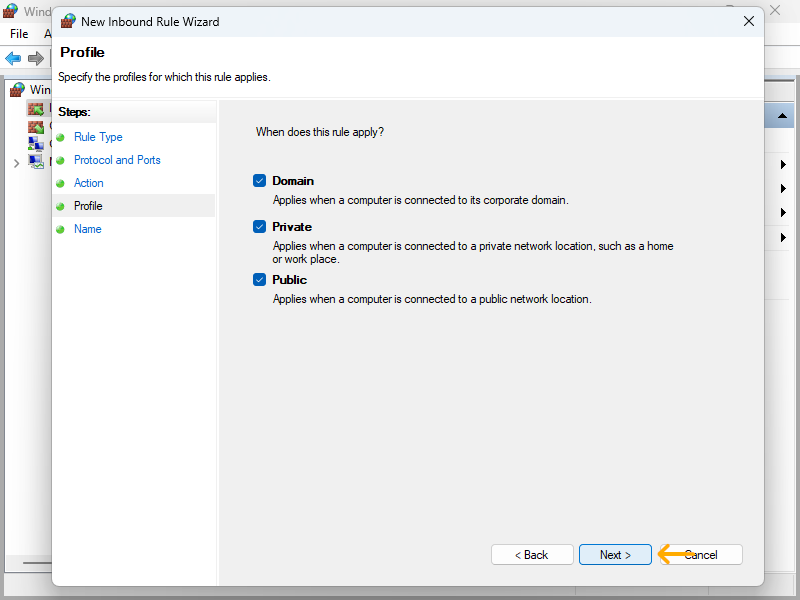 Wind
New Inbound Rule Wizard
File
A
Profile
Specify the profiles for which this rule applies.
Win
Steps:
Rule Type
Protocol and Ports
Action
Profile
Name
When does this rule apply?
Domain
Applies when a computer is connected to its corporate domain.
Private
Applies when a computer is connected to a private network location, such as a home
or work place.
Public
Applies when a computer is connected to a public network location.
< Back
Next >
Cancel